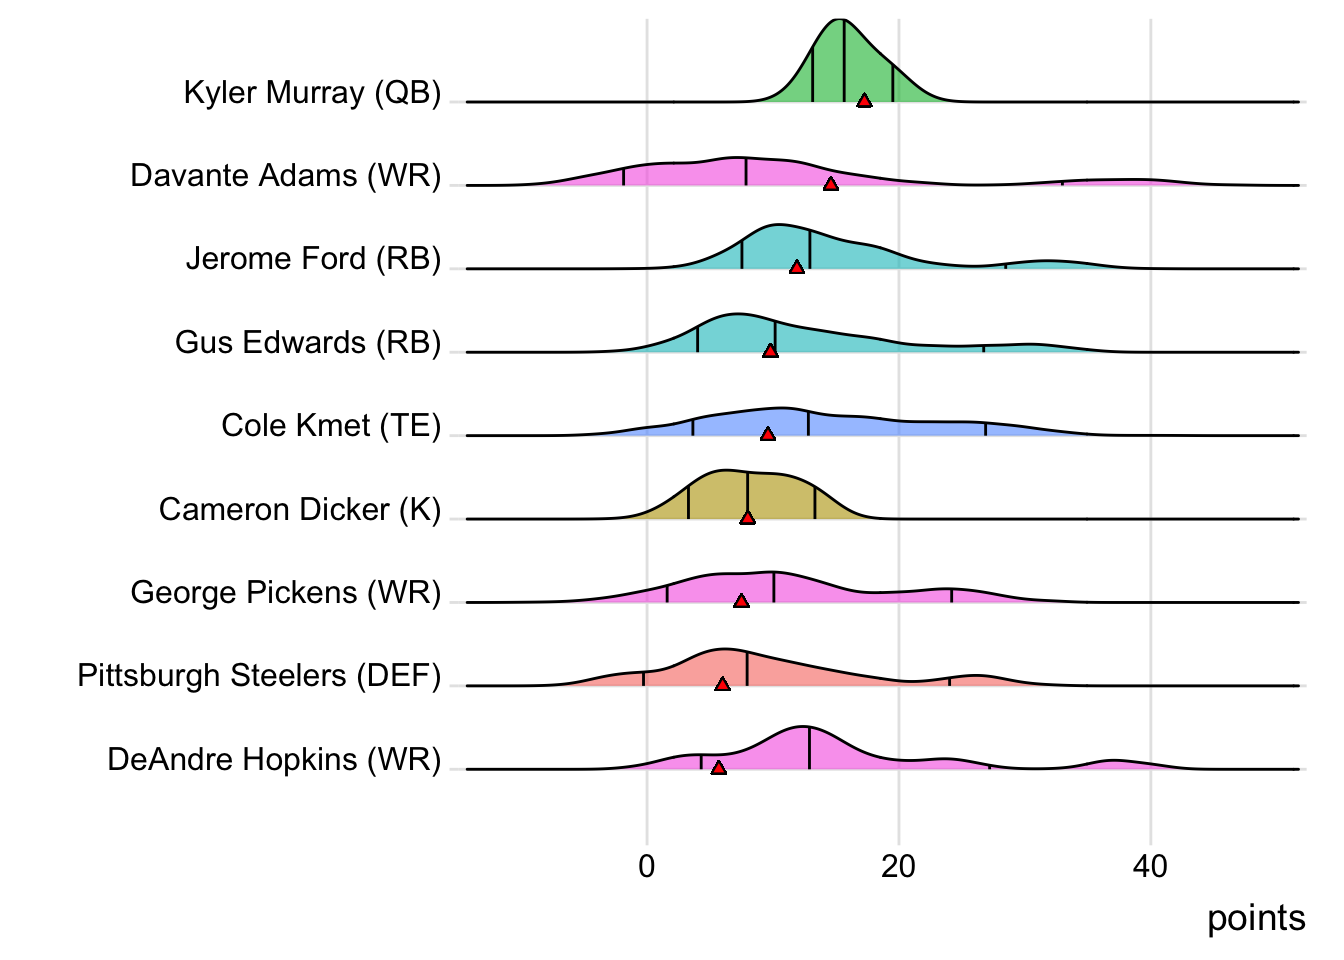 Kyler Murray (QB)
Davante Adams (WR)
Jerome Ford (RB)
Gus Edwards (RB)
Cole Kmet (TE)
Cameron Dicker (K)
George Pickens (WR)
Pittsburgh Steelers (DEF)
DeAndre Hopkins (WR)
0 20 40
points